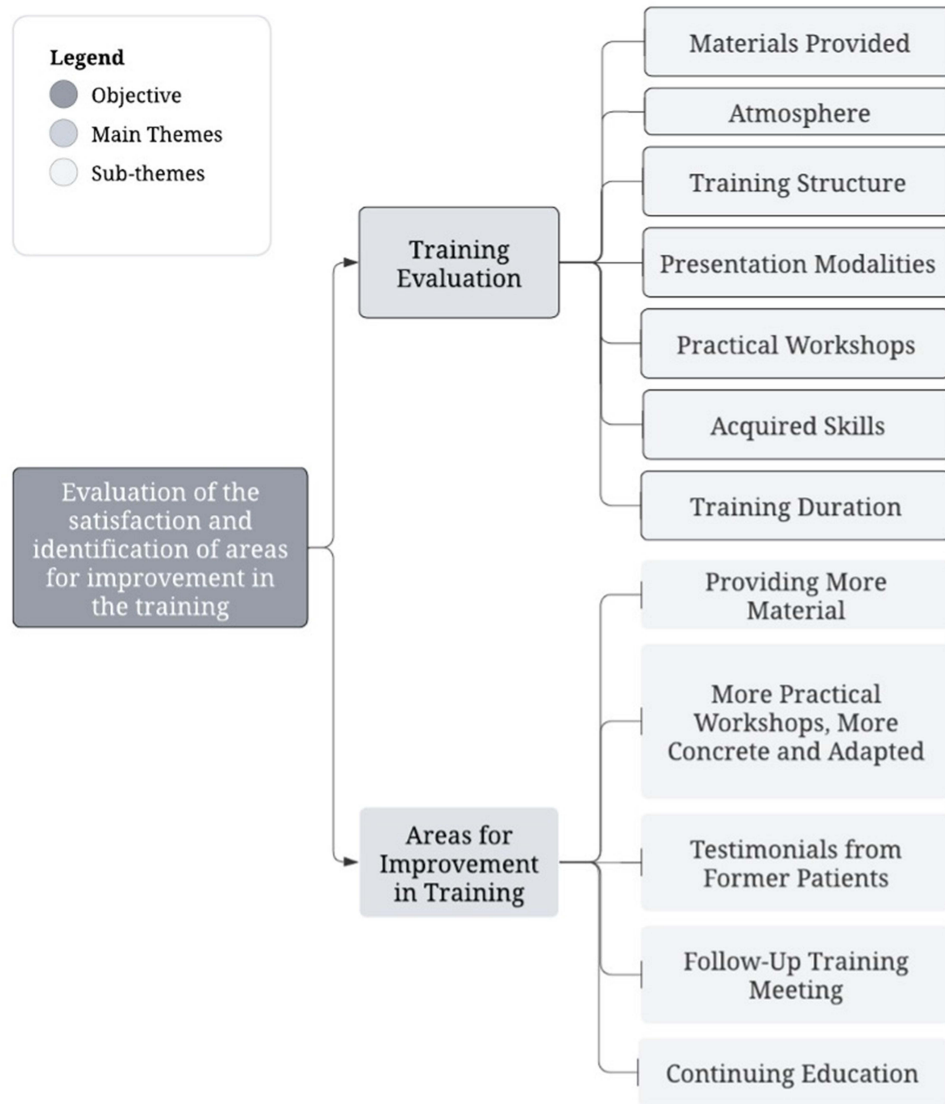 Legend
Objective
Main Themes
Sub-themes
Evaluation of the
satisfaction and
identification of areas
for improvement in
the training
Training
Evaluation
Materials Provided
Atmosphere
Training Structure
Presentation Modalities
Practical Workshops
Acquired Skills
Training Duration
Areas for
Improvement
in Training
Providing More
Material
More Practical
Workshops, More
Concrete and Adapted
Testimonials from
Former Patients
Follow-Up Training
Meeting
Continuing Education